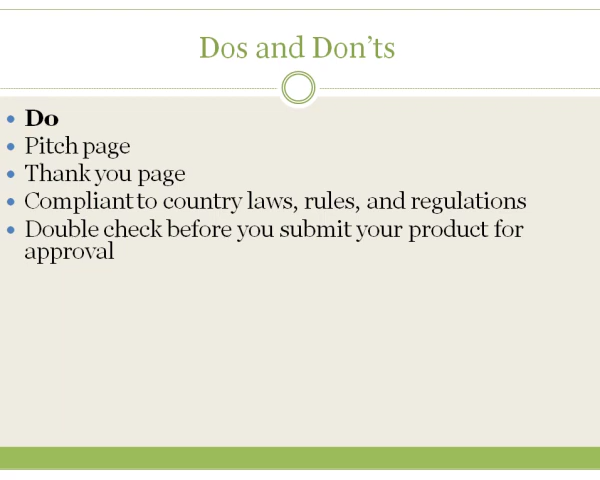 Dos and Don’ts
Do
Pitch page
Thank you page
Compliant to country laws, rules, and regulations
Double check before you submit your product for
approval